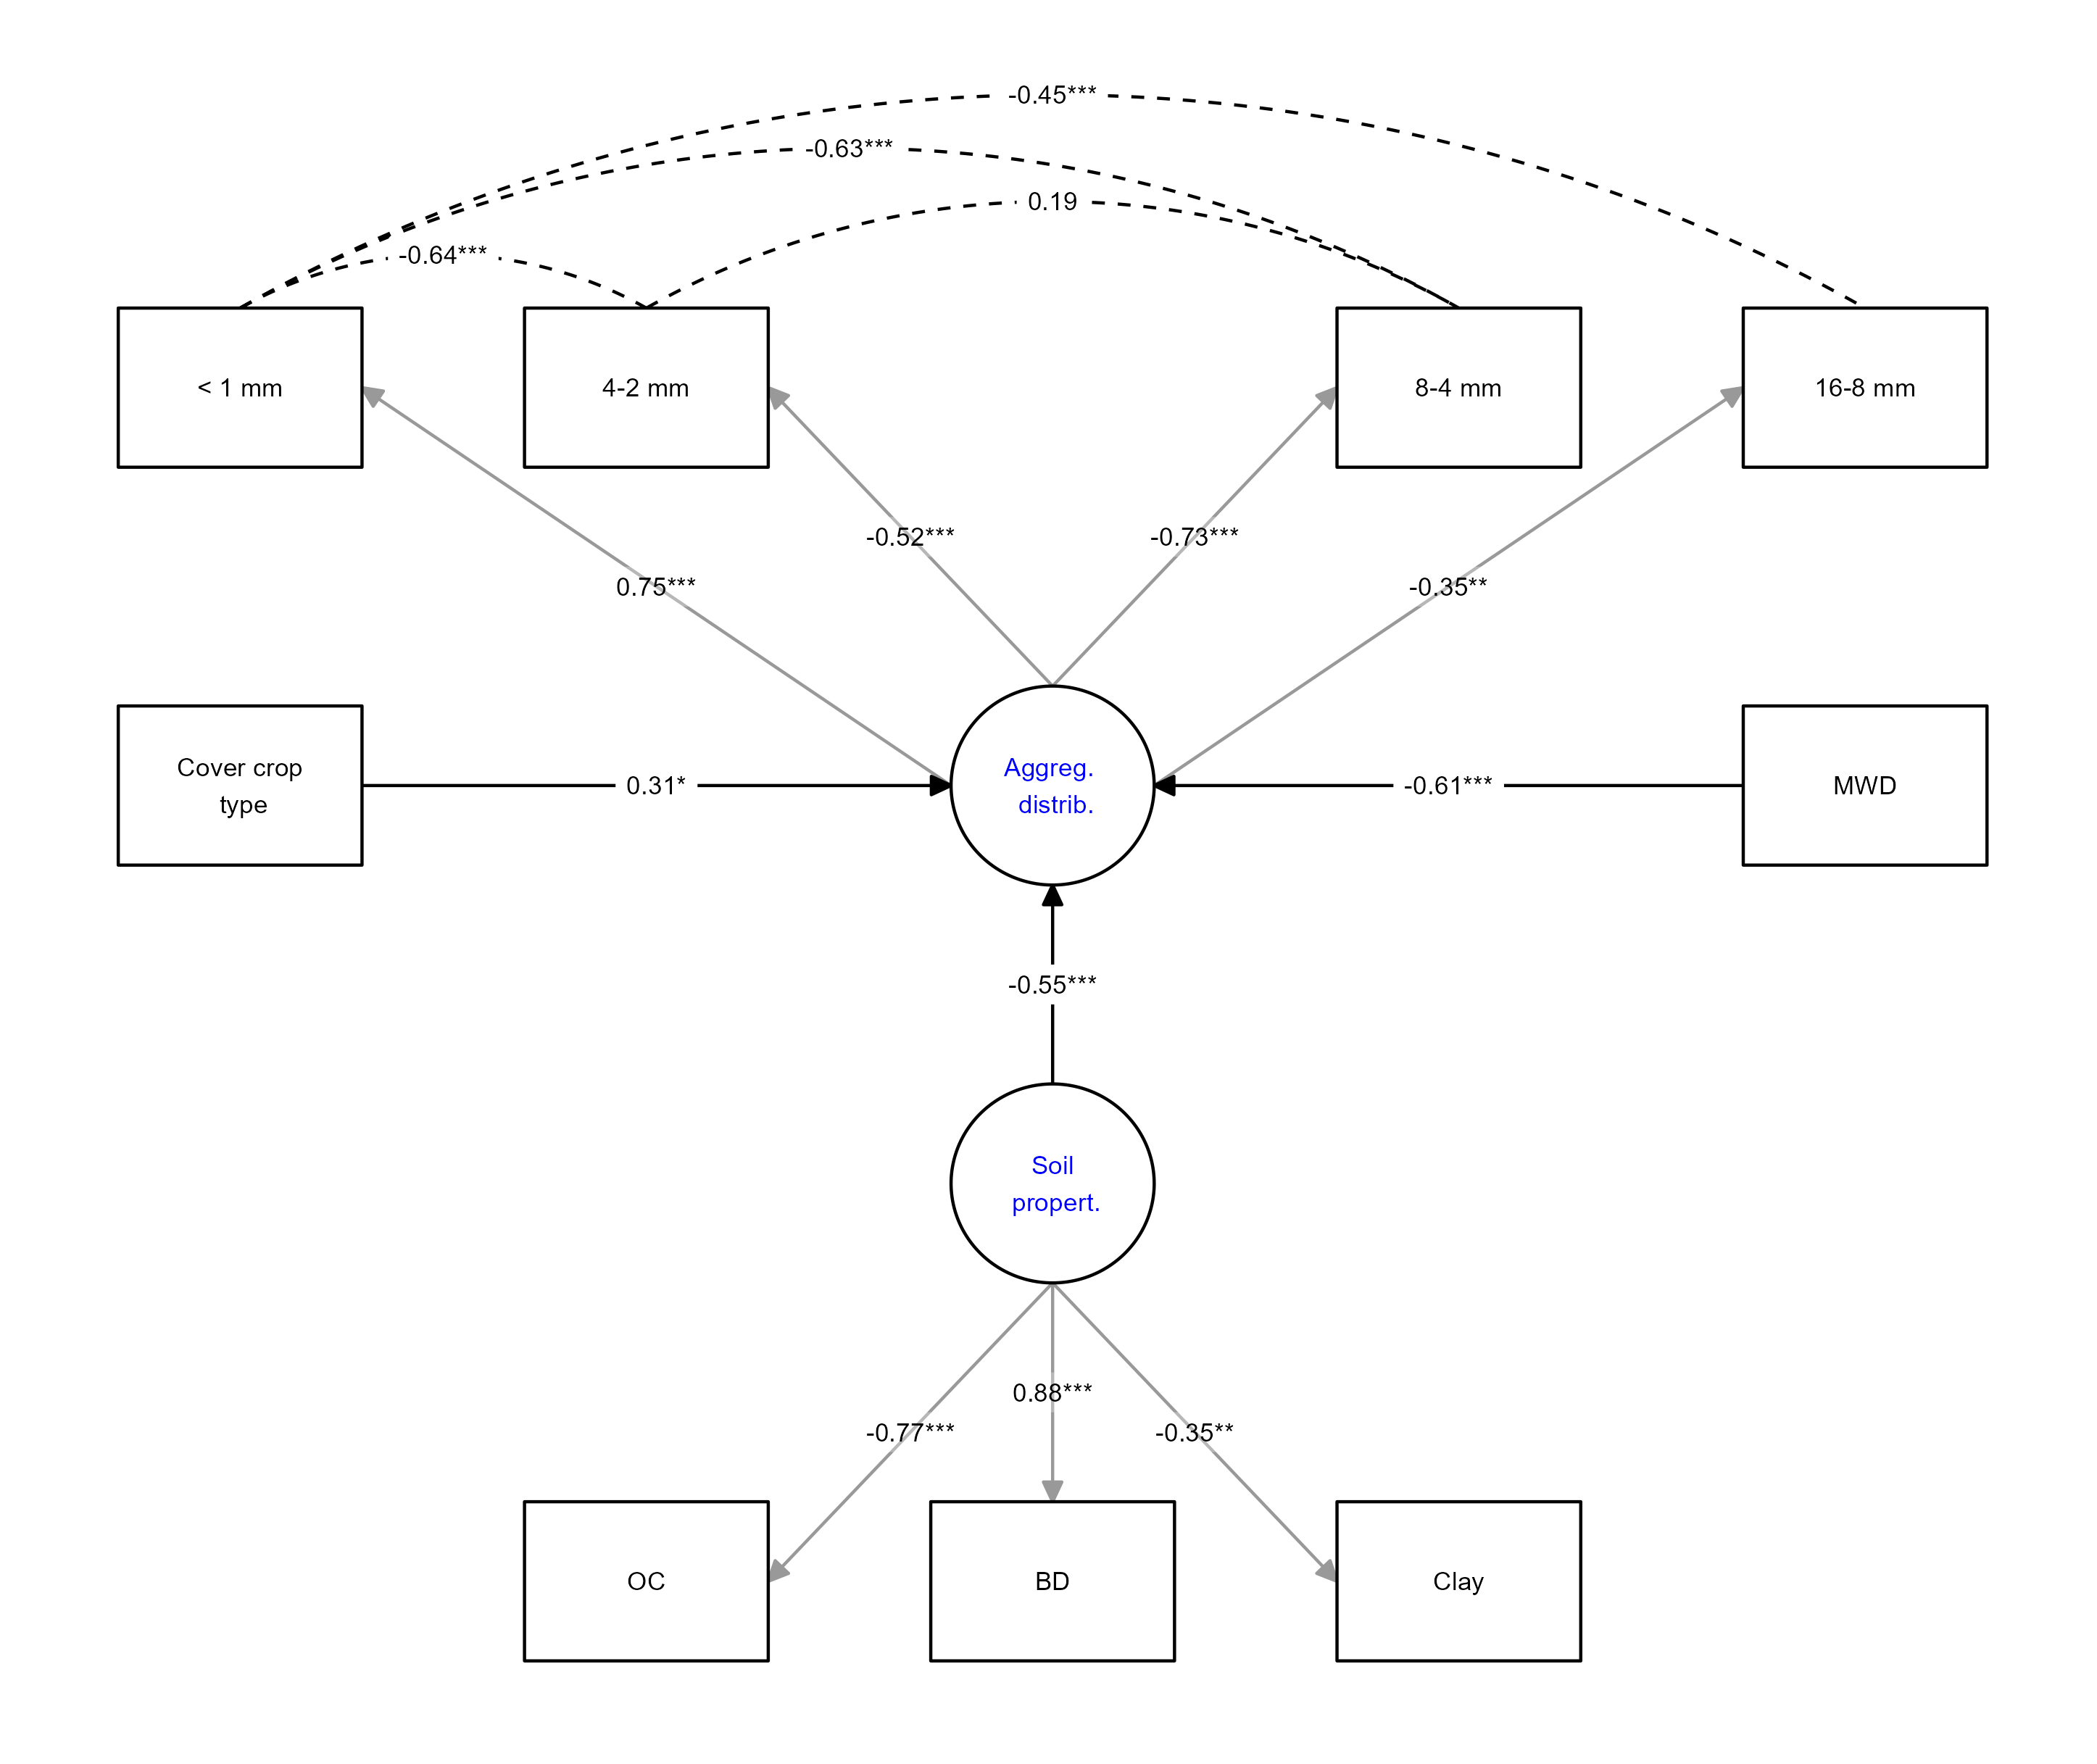 -0.45***
-0.63***
0.19
-0.64***
< 1 mm
4-2 mm
8-4 mm
16-8 mm
-0.52***
-0.73***
0.75***
-0.35**
Cover crop
type
0.31*
Aggreg.
distrib.
-0.61***
MWD
-0.55***
Soil
propert.
0.88***
-0.77***
-0.35**
OC
BD
Clay